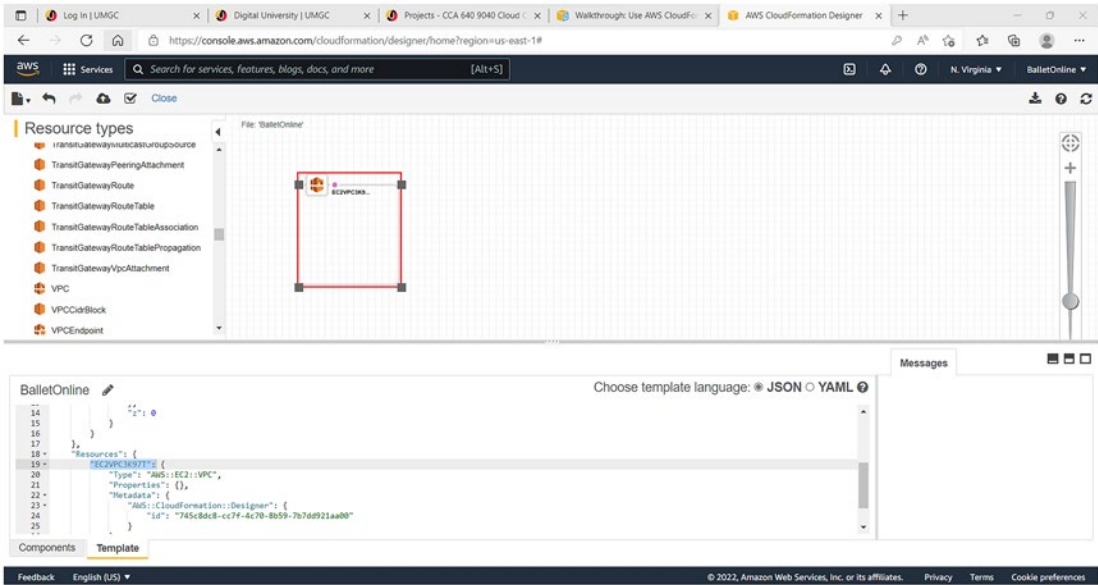 Log In | UMGC
Digital University | UMGC
Projects - CCA 640 9040 Cloud C
Walkthrough: Use AWS CloudFor
AWS CloudFormation Designer
https://console.aws.amazon.com/cloudformation/designer/home?region=us-east-1#
aws
Services
Search for services, features, blogs, docs, and more
[Alt+S]
N. Virginia
BalletOnline
Close
Resource types
TransitGatewayMulticastGroupSource
TransitGatewayPeeringAttachment
TransitGatewayRoute
TransitGatewayRouteTable
TransitGatewayRouteTableAssociation
TransitGatewayRouteTablePropagation
TransitGatewayVpcAttachment
VPC
VPCCidrBlock
VPCEndpoint
File: 'BalletOnline'
EC2VPC3K9...
Messages
BalletOnline
Choose template language: JSON YAML
14 "z": 0
15 }
16 }
17 },
18 "Resources": {
19 "EC2VPC3K97T": {
20 "Type": "AWS::EC2::VPC",
21 "Properties": {},
22 "Metadata": {
23 "AWS::CloudFormation::Designer": {
24 "id": "745c8dc8-cc7f-4c70-8b59-7b7dd921aa00"
25 }
Components
Template
Feedback
English (US)
© 2022, Amazon Web Services, Inc. or its affiliates.
Privacy
Terms
Cookie preferences